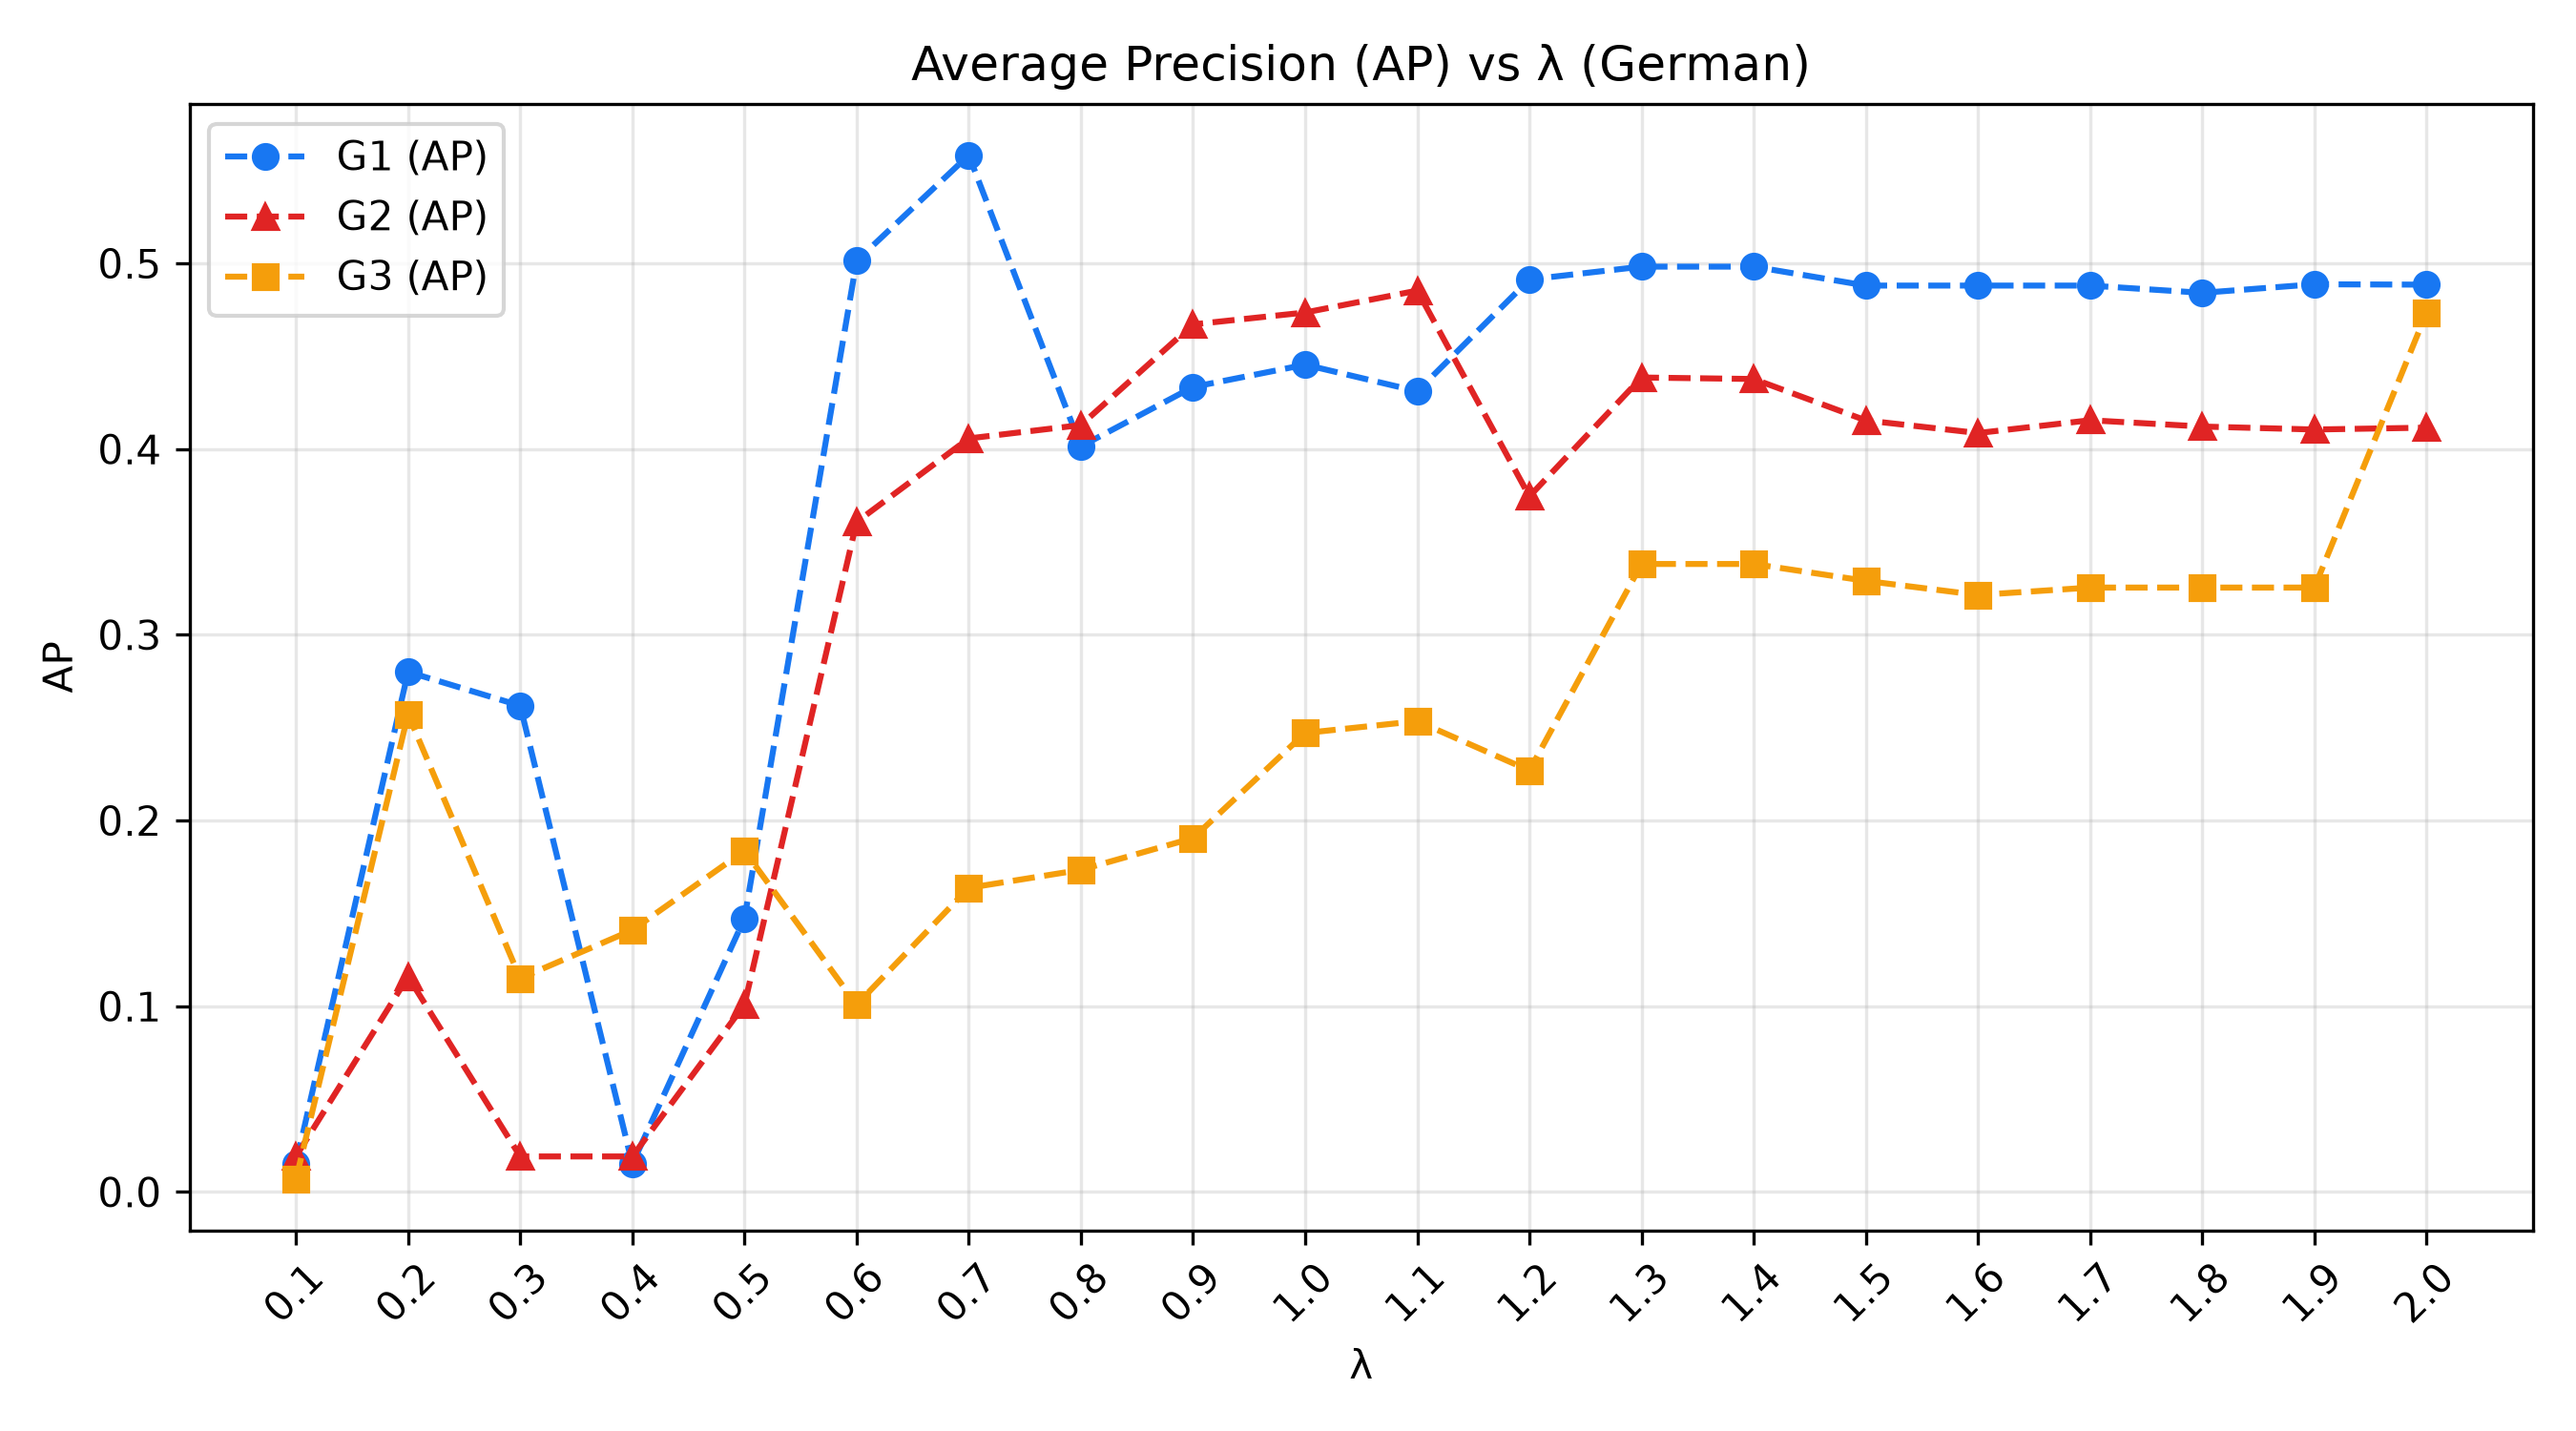 Average Precision (AP) vs λ (German)
G1 (AP)
G2 (AP)
G3 (AP)
AP
0.5
0.4
0.3
0.2
0.1
0.0
0.1 0.2 0.3 0.4 0.5 0.6 0.7 0.8 0.9 1.0 1.1 1.2 1.3 1.4 1.5 1.6 1.7 1.8 1.9 2.0
λ